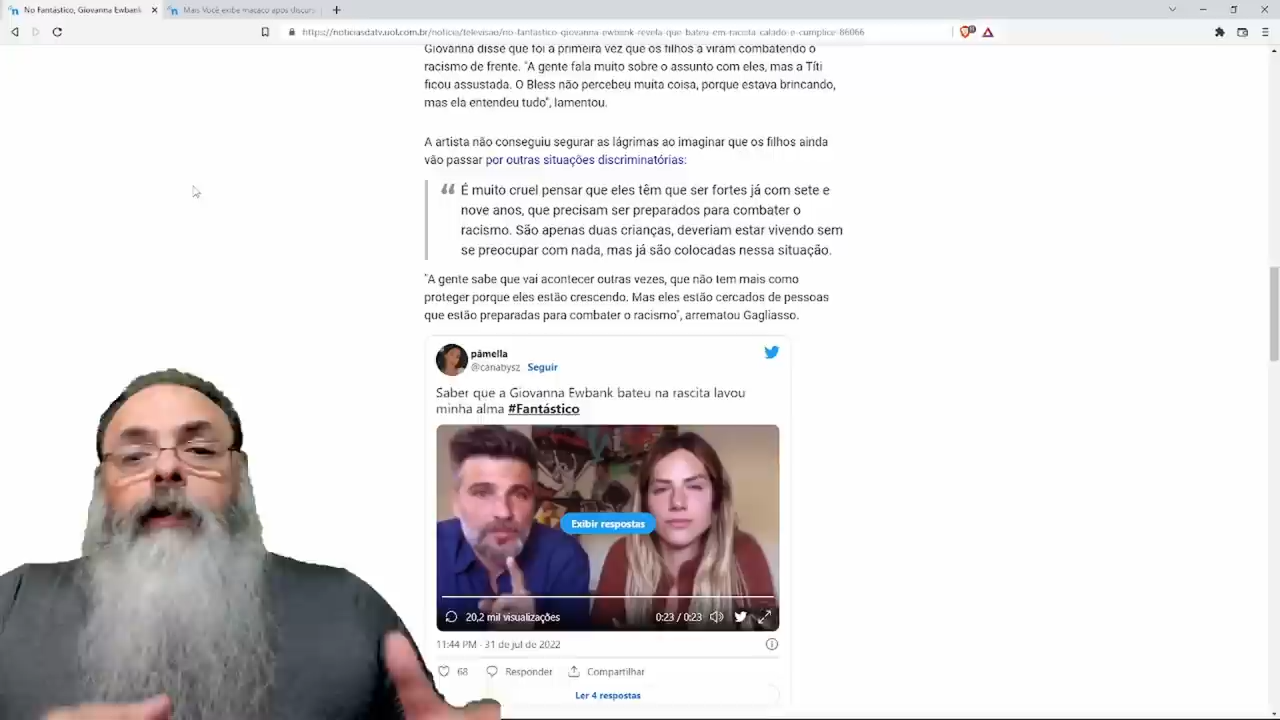 No Fantástico, Giovanna Ewbank
Mais Você exibe macaco após discurs
https://noticiasdatv.uol.com.br/noticia/televisao/no-fantastico-giovanna-ewbank-revela-que-bateu-em-racista-calado-e-cumplice-86066
Giovanna disse que foi a primeira vez que os filhos a viram combatendo o
racismo de frente. "A gente fala muito sobre o assunto com eles, mas a Títi
ficou assustada. O Bless não percebeu muita coisa, porque estava brincando,
mas ela entendeu tudo", lamentou.
A artista não conseguiu segurar as lágrimas ao imaginar que os filhos ainda
vão passar por outras situações discriminatórias:
“ É muito cruel pensar que eles têm que ser fortes já com sete e
nove anos, que precisam ser preparados para combater o
racismo. São apenas duas crianças, deveriam estar vivendo sem
se preocupar com nada, mas já são colocadas nessa situação.
"A gente sabe que vai acontecer outras vezes, que não tem mais como
proteger porque eles estão crescendo. Mas eles estão cercados de pessoas
que estão preparadas para combater o racismo", arrematou Gagliasso.
pâmella
@canabysz Seguir
Saber que a Giovanna Ewbank bateu na rascita lavou
minha alma #Fantástico
Exibir respostas
20,2 mil visualizações 0:23 / 0:23
11:44 PM · 31 de jul de 2022
68 Responder Compartilhar
Ler 4 respostas